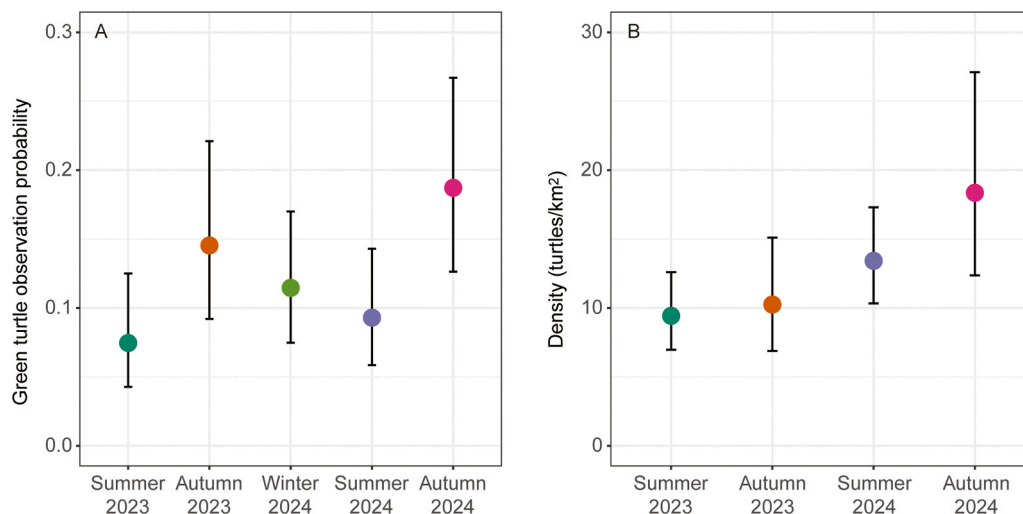 A
Green turtle observation probability
0.3
0.2
0.1
0.0
Summer 2023
Autumn 2023
Winter 2024
Summer 2024
Autumn 2024
B
Density (turtles/km²)
30
20
10
0
Summer 2023
Autumn 2023
Summer 2024
Autumn 2024